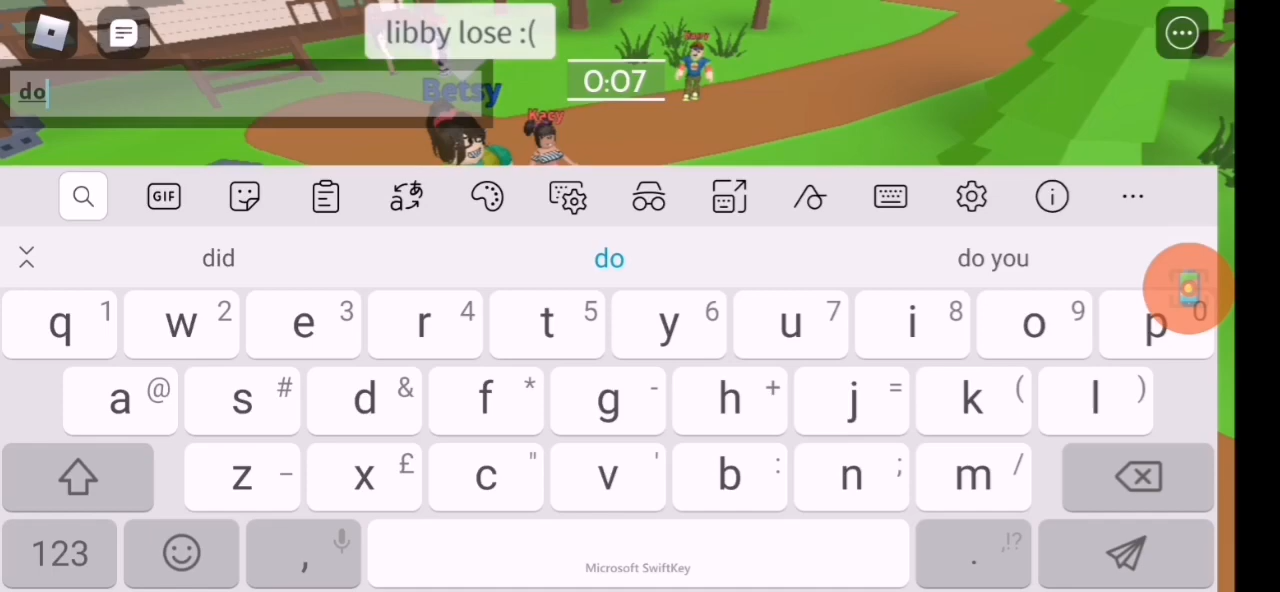 libby lose :(
do
Betsy
0:07
Kacy
GIF
did do do you
q 1 w 2 e 3 r 4 t 5 y 6 u 7 i 8 o 9 p 0
a @ s # d & f * g - h + j = k ( l )
z _ x £ c " v ' b : n ; m /
123 , Microsoft SwiftKey . ,!?